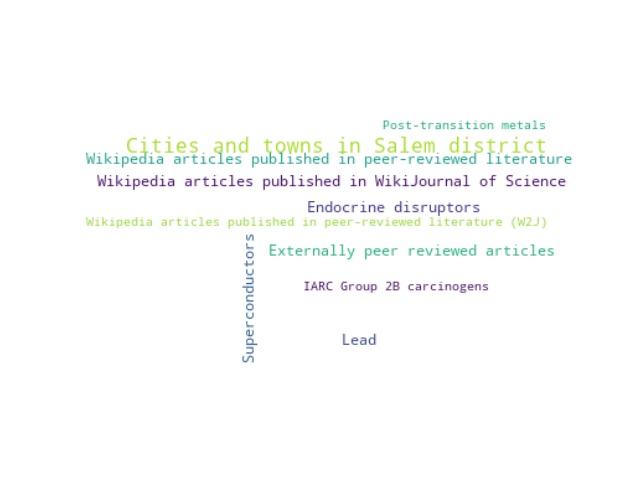 Post-transition metals
Cities and towns in Salem district
Wikipedia articles published in peer-reviewed literature
Wikipedia articles published in WikiJournal of Science
Endocrine disruptors
Wikipedia articles published in peer-reviewed literature (W2J)
Superconductors
Externally peer reviewed articles
IARC Group 2B carcinogens
Lead